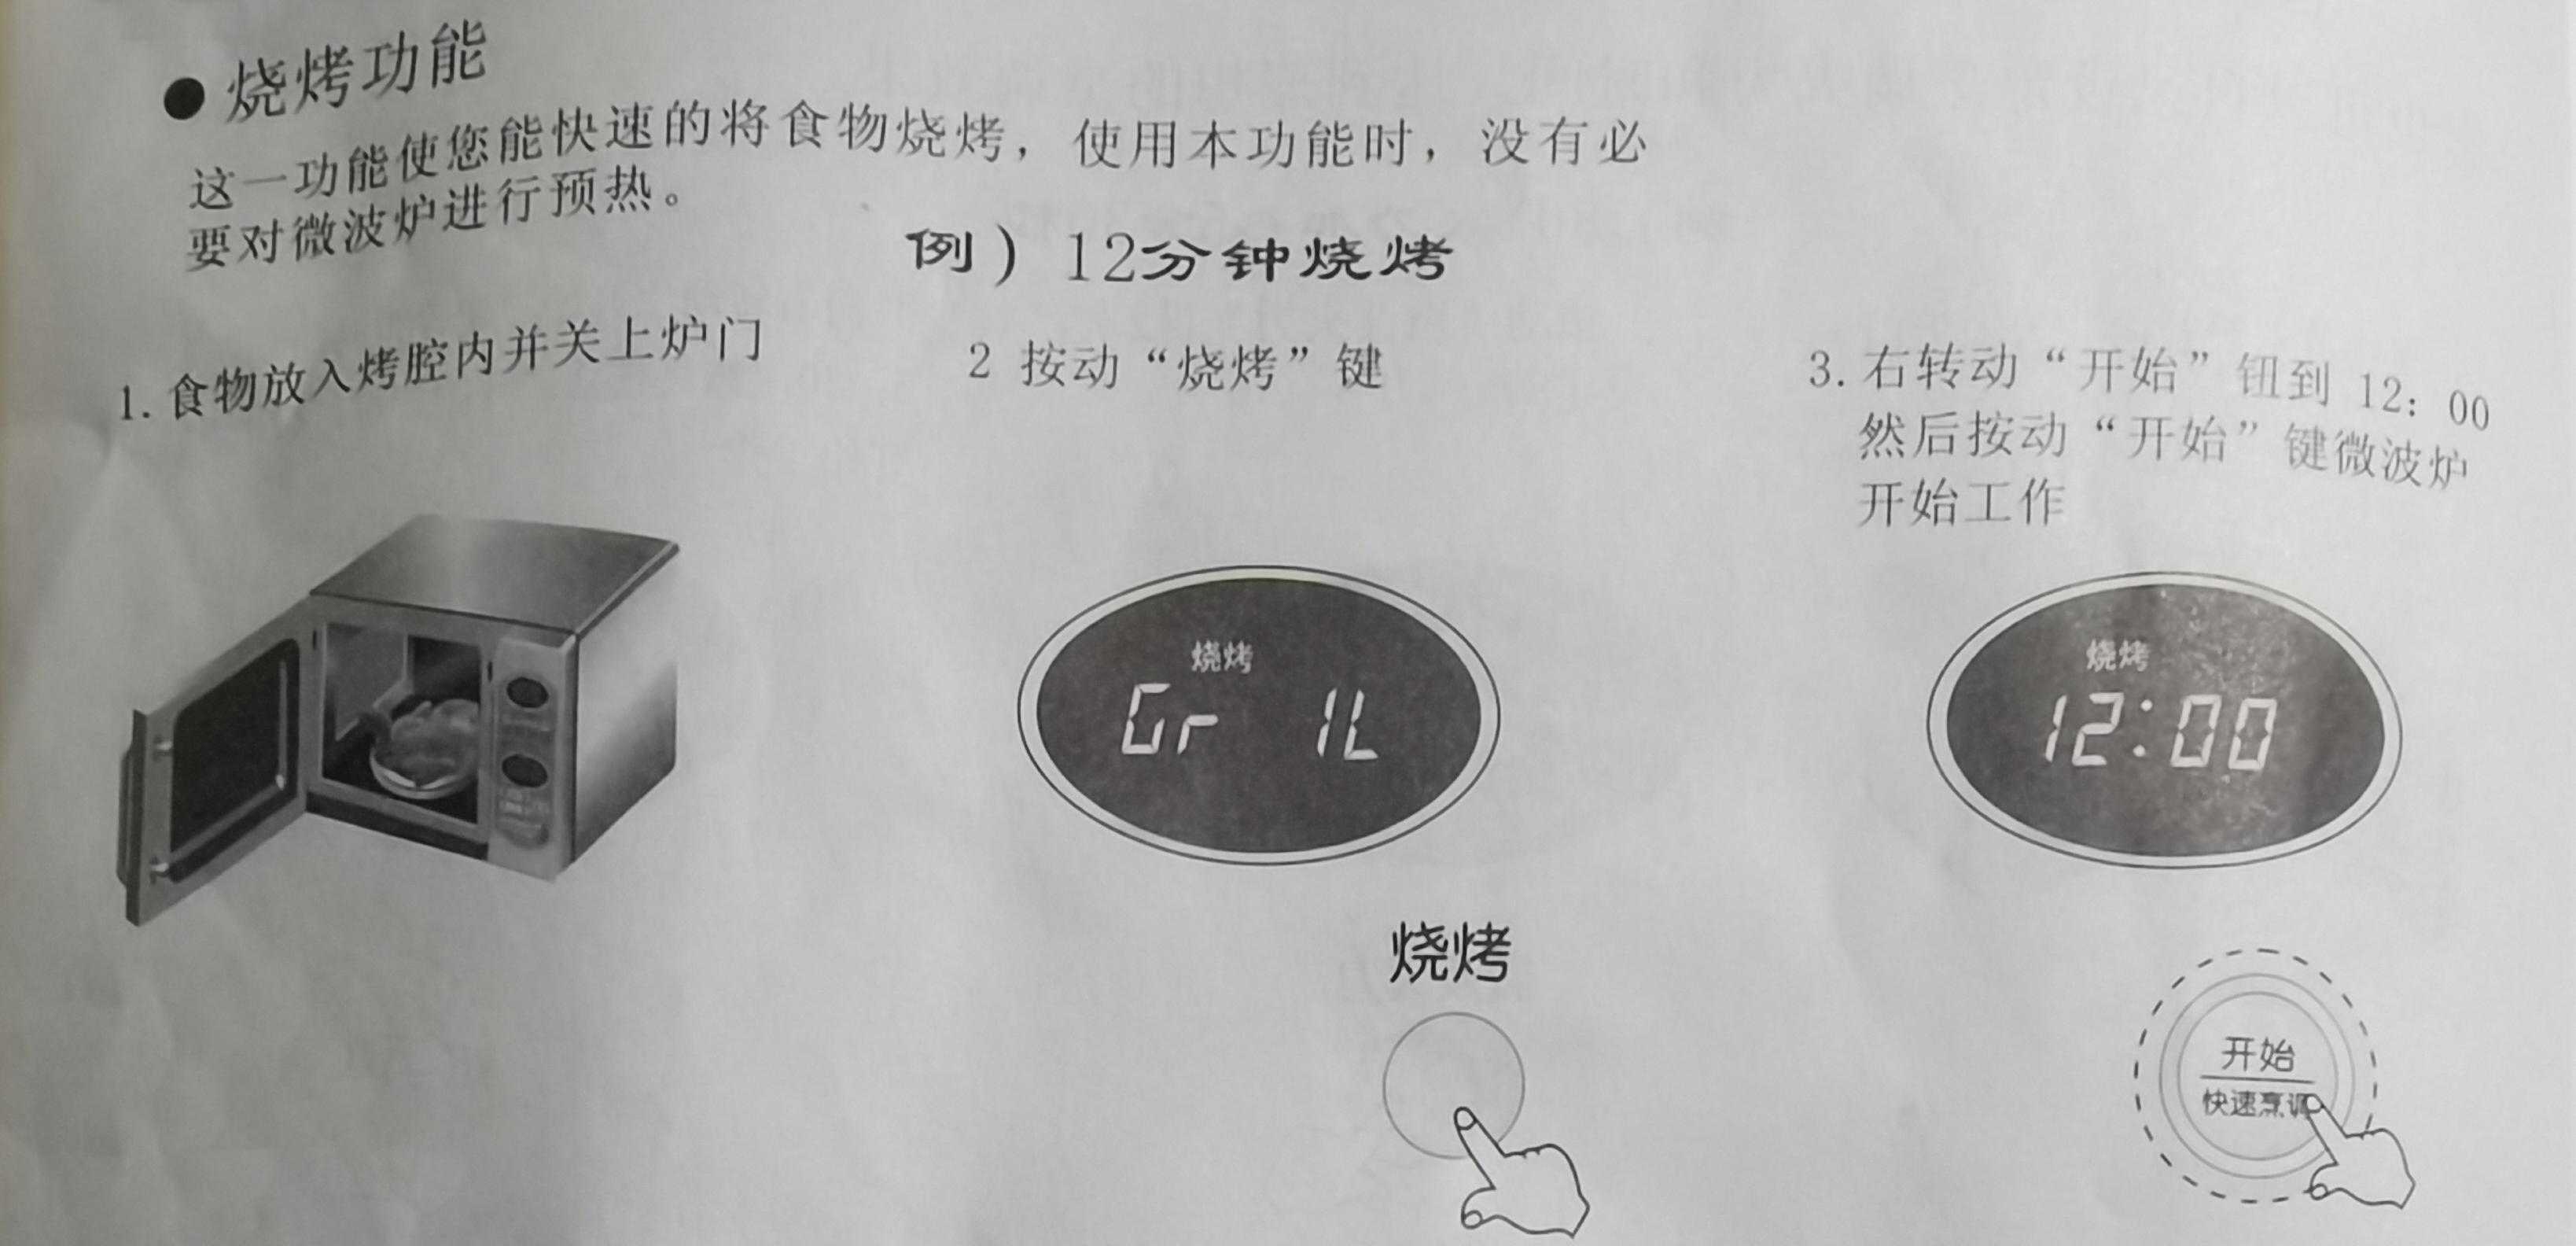 ● 烧烤功能
这一功能使您能快速的将食物烧烤，使用本功能时，没有必
要对微波炉进行预热。
例）12分钟烧烤
1. 食物放入烤腔内并关上炉门
2 按动“烧烤”键
3. 右转动“开始”钮到 12：00
然后按动“开始”键微波炉
开始工作
烧烤
Gr IL
烧烤
12:00
烧烤
开始
快速烹调